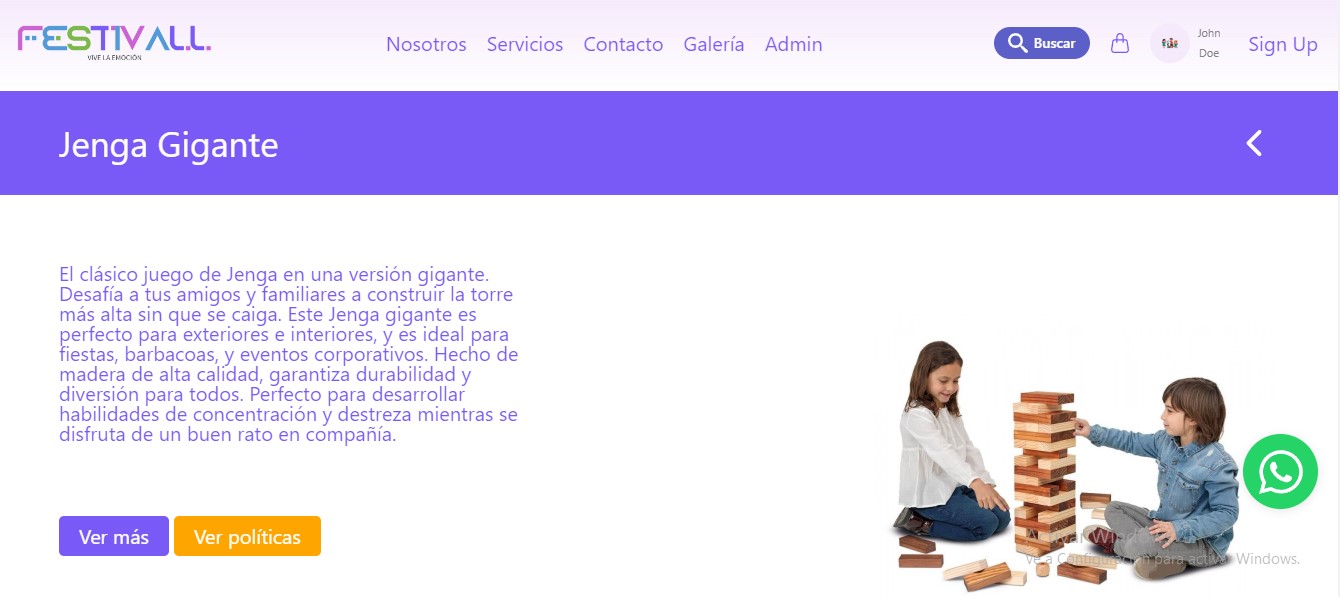 FESTIVALL
VIVE LA EMOCIÓN
Nosotros Servicios Contacto Galería Admin
Buscar
John
Doe
Sign Up
Jenga Gigante
El clásico juego de Jenga en una versión gigante.
Desafía a tus amigos y familiares a construir la torre
más alta sin que se caiga. Este Jenga gigante es
perfecto para exteriores e interiores, y es ideal para
fiestas, barbacoas, y eventos corporativos. Hecho de
madera de alta calidad, garantiza durabilidad y
diversión para todos. Perfecto para desarrollar
habilidades de concentración y destreza mientras se
disfruta de un buen rato en compañía.
Ver más Ver políticas
Activar Windows
Ve a Configuración para activar Windows.